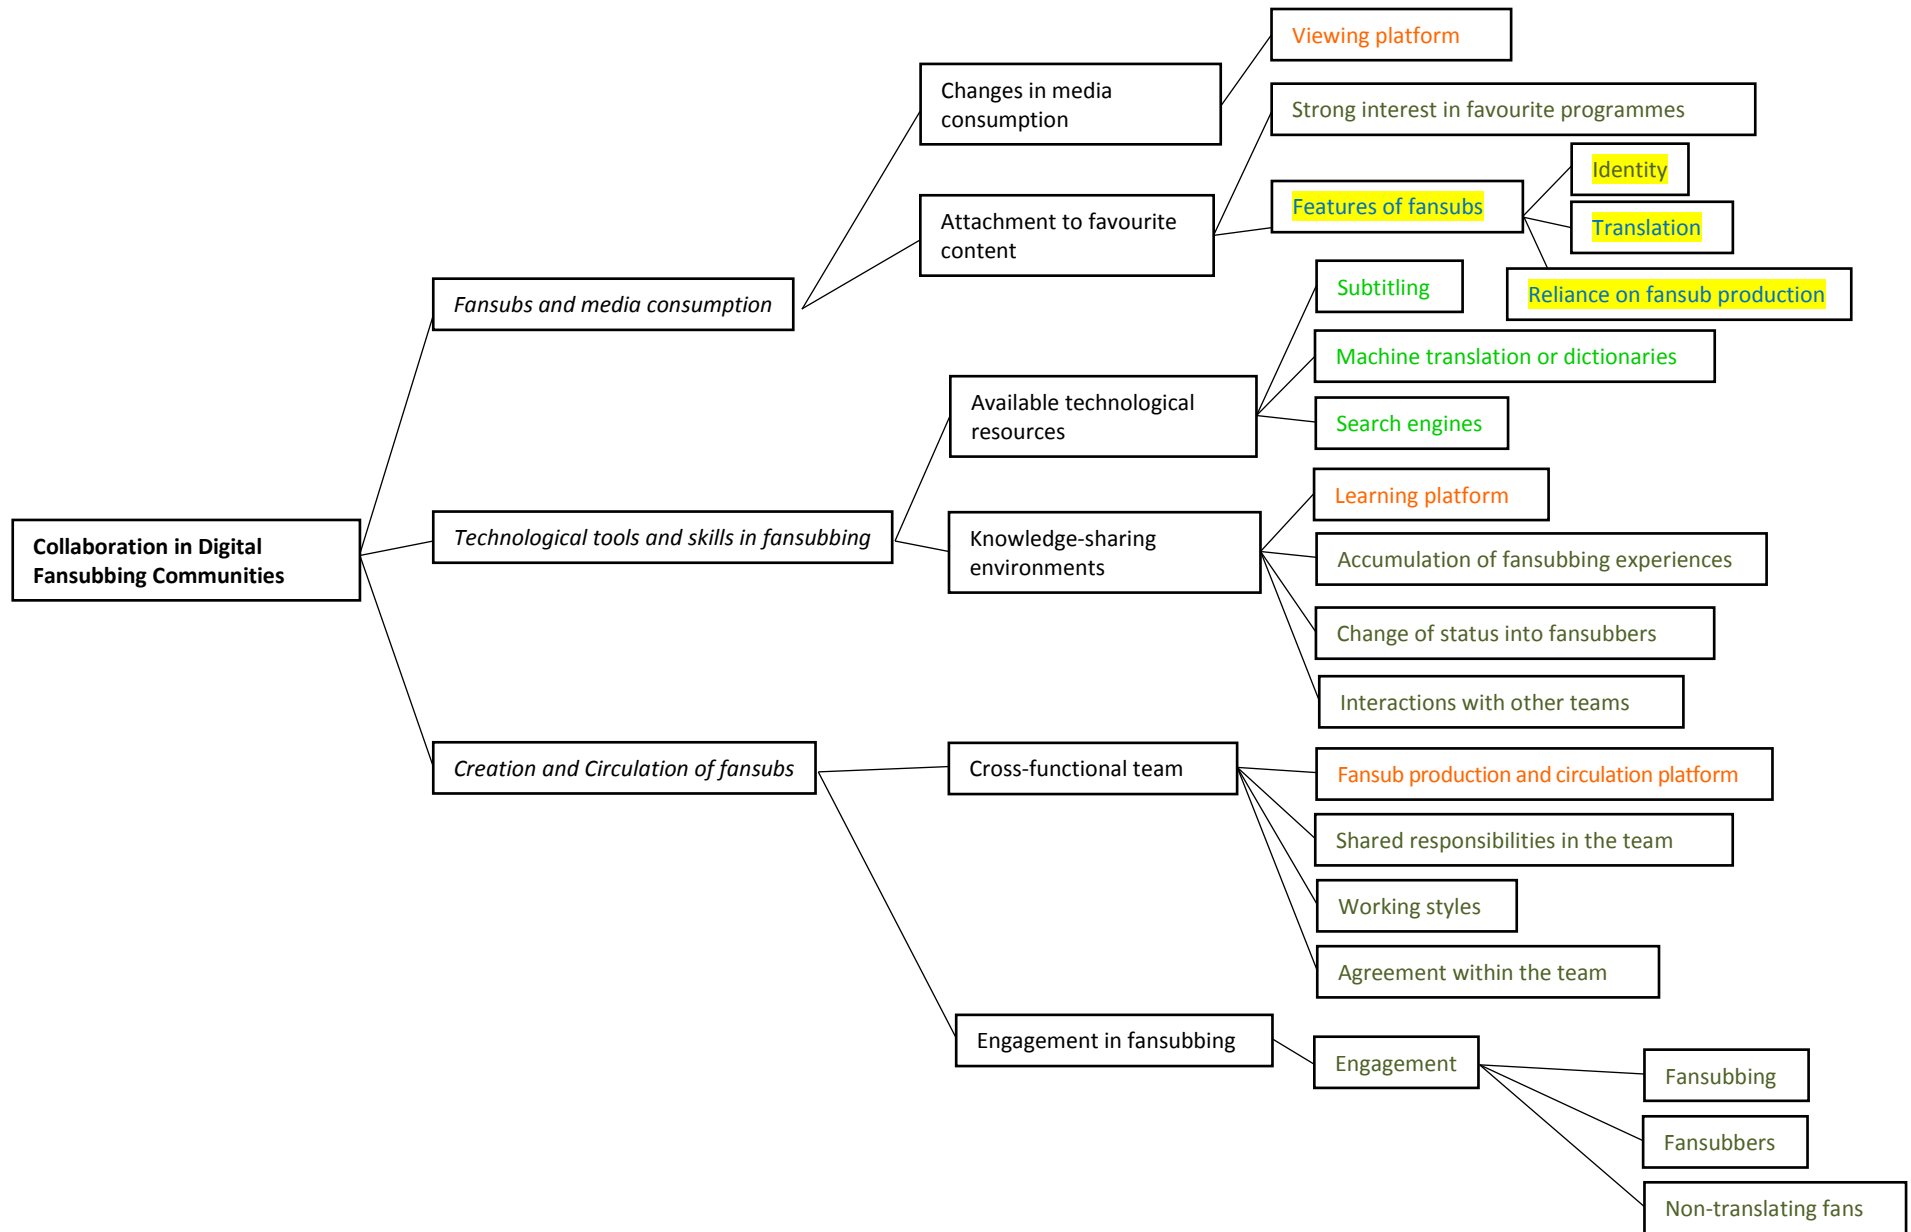 Viewing platform
Changes in media
consumption
Strong interest in favourite programmes
Identity
Features of fansubs
Attachment to favourite
content
Translation
Reliance on fansub production
Fansubs and media consumption
Subtitling
Machine translation or dictionaries
Available technological
resources
Search engines
Learning platform
Technological tools and skills in fansubbing
Knowledge-sharing
environments
Accumulation of fansubbing experiences
Collaboration in Digital
Fansubbing Communities
Change of status into fansubbers
Interactions with other teams
Creation and Circulation of fansubs
Cross-functional team
Fansub production and circulation platform
Shared responsibilities in the team
Working styles
Agreement within the team
Engagement in fansubbing
Engagement
Fansubbing
Fansubbers
Non-translating fans